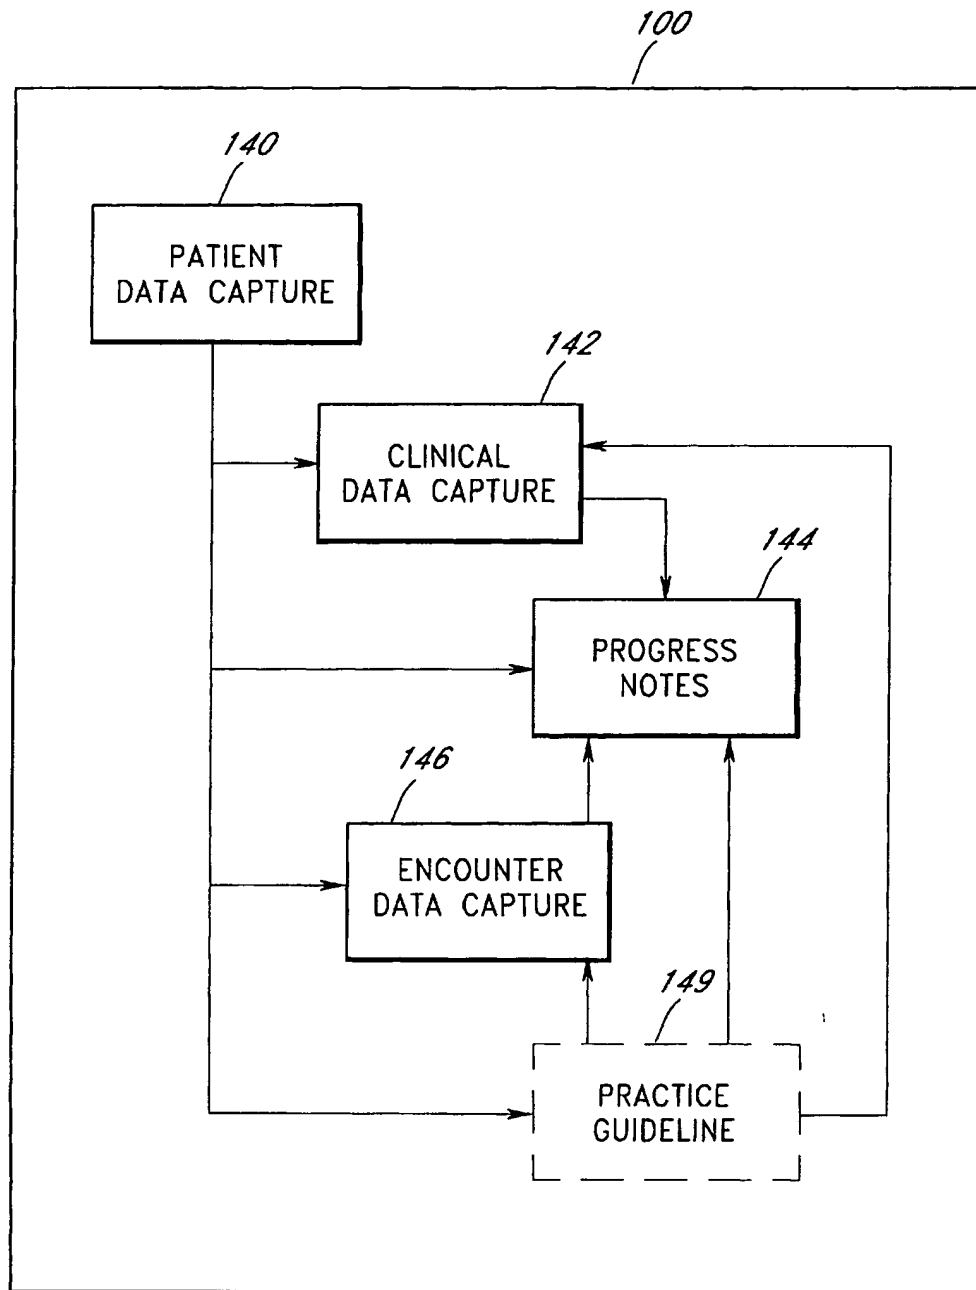 100
140
PATIENT
DATA CAPTURE
142
CLINICAL
DATA CAPTURE
144
PROGRESS
NOTES
146
ENCOUNTER
DATA CAPTURE
149
PRACTICE
GUIDELINE